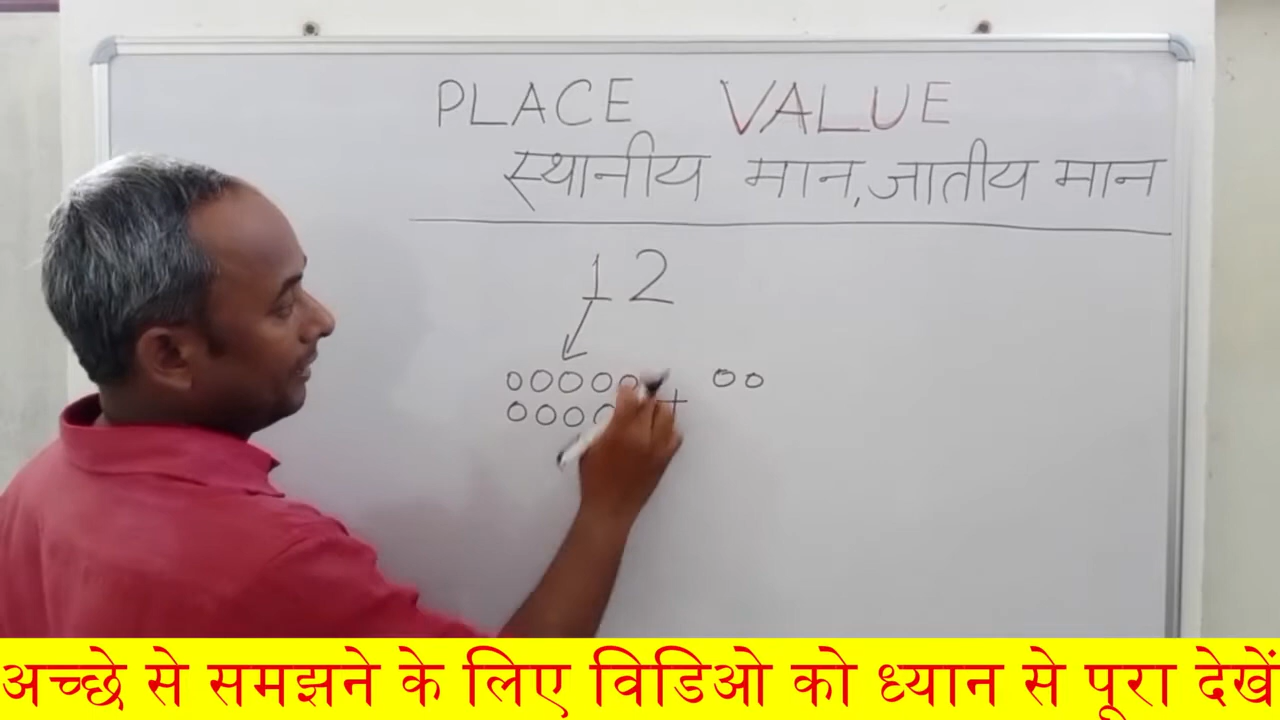 PLACE VALUE
स्थानीय मान, जातीय मान
12
+
अच्छे से समझने के लिए विडिओ को ध्यान से पूरा देखें